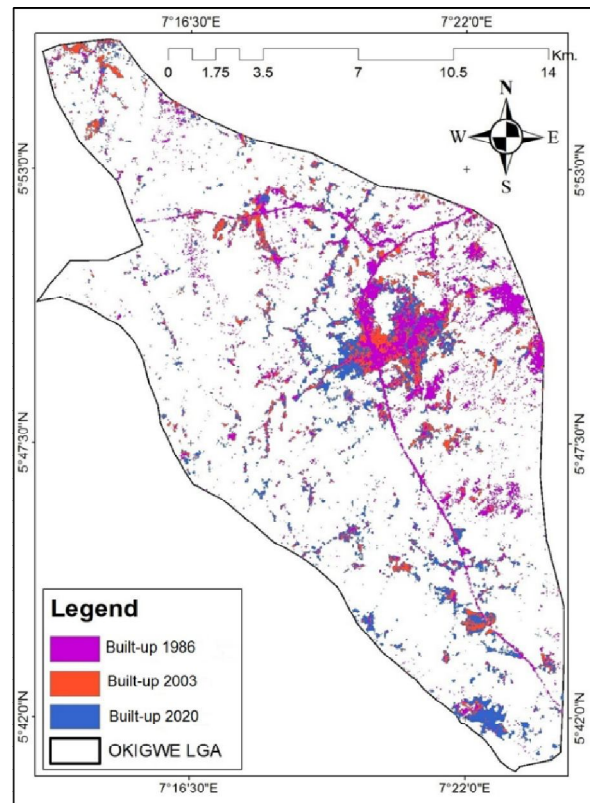 7°16'30"E
7°22'0"E
Km.
0 1.75 3.5 7 10.5 14
N
W E
S
5°53'0"N
5°53'0"N
5°47'30"N
5°47'30"N
5°42'0"N
5°42'0"N
Legend
Built-up 1986
Built-up 2003
Built-up 2020
OKIGWE LGA
7°16'30"E
7°22'0"E